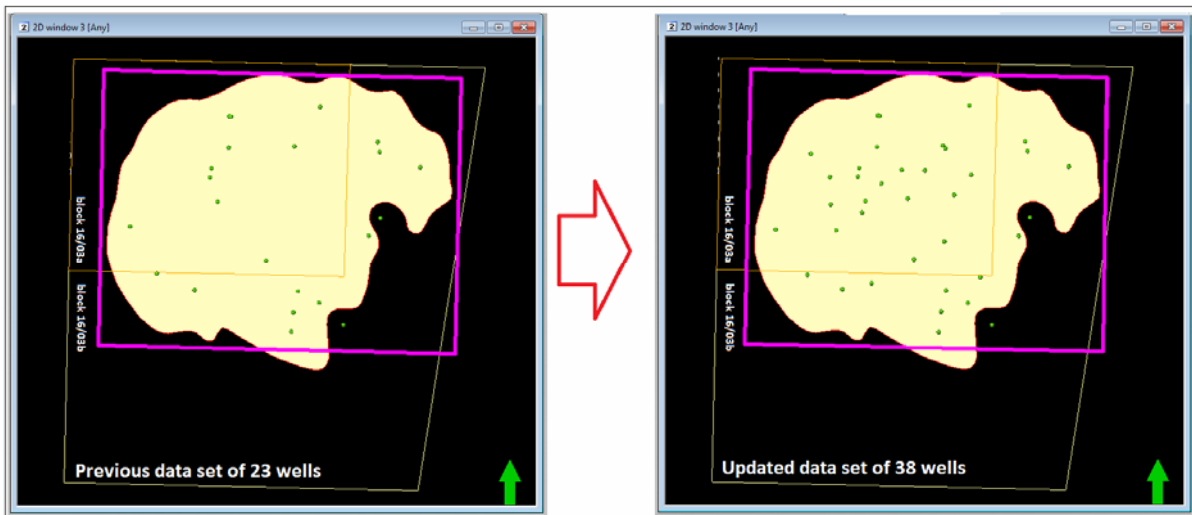 2D window 3 [Any]
block 16/03a
block 16/03b
Previous data set of 23 wells
2D window 3 [Any]
block 16/03a
block 16/03b
Updated data set of 38 wells